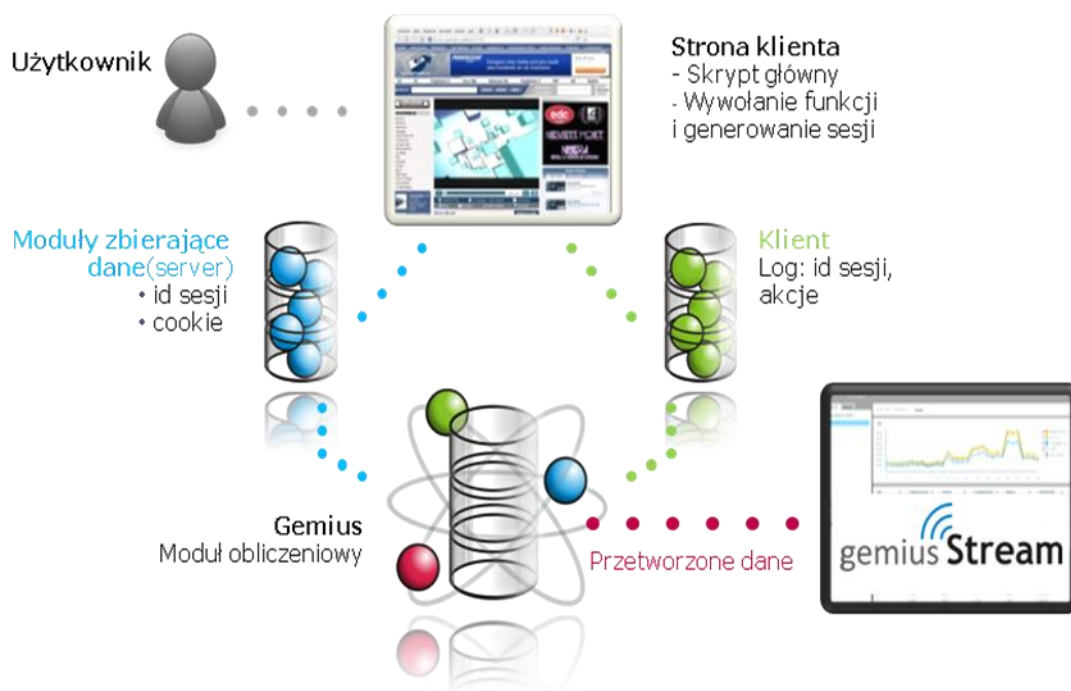 Użytkownik
Strona klienta
- Skrypt główny
- Wywołanie funkcji
i generowanie sesji
edc
Moduły zbierające
dane(server)
• id sesji
• cookie
Klient
Log: id sesji,
akcje
Gemius
Moduł obliczeniowy
Przetworzone dane
gemius Stream